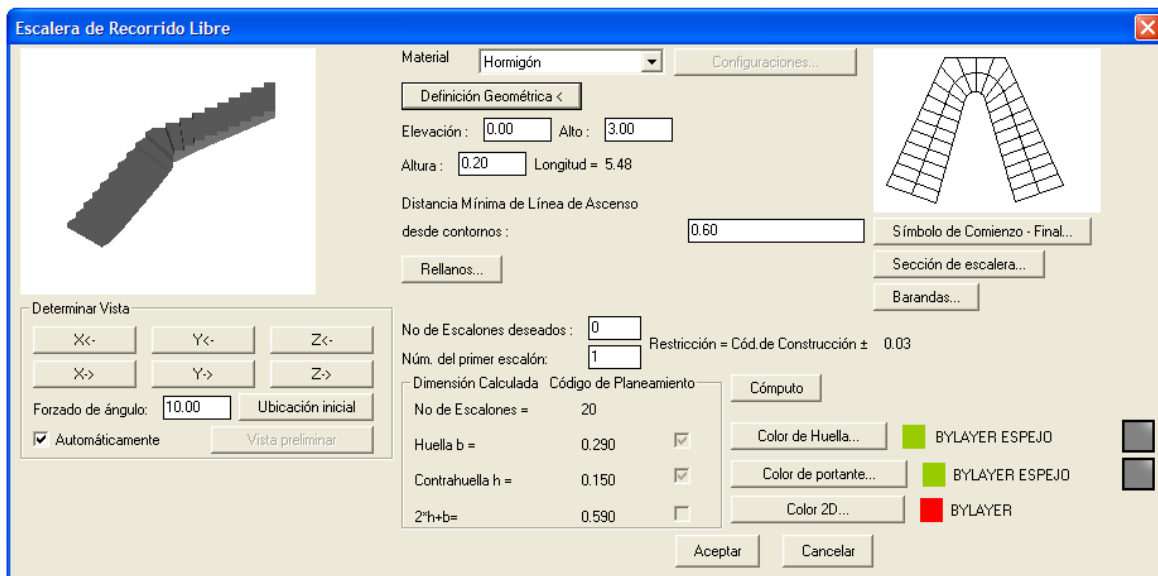 Escalera de Recorrido Libre
Material
Hormigón
Configuraciones...
Definición Geométrica <
Elevación :
0.00
Alto :
3.00
Altura :
0.20
Longitud = 5.48
Distancia Mínima de Línea de Ascenso
desde contornos :
0.60
Rellanos...
Símbolo de Comienzo - Final...
Sección de escalera...
Barandas...
Determinar Vista
X<-
Y<-
Z<-
X->
Y->
Z->
Forzado de ángulo:
10.00
Ubicación inicial
Automáticamente
Vista preliminar
No de Escalones deseados :
0
Núm. del primer escalón:
1
Restricción = Cód.de Construcción ± 0.03
Dimensión Calculada
Código de Planeamiento
No de Escalones =
20
Huella b =
0.290
Contrahuella h =
0.150
2*h+b=
0.590
Cómputo
Color de Huella...
BYLAYER ESPEJO
Color de portante...
BYLAYER ESPEJO
Color 2D...
BYLAYER
Aceptar
Cancelar